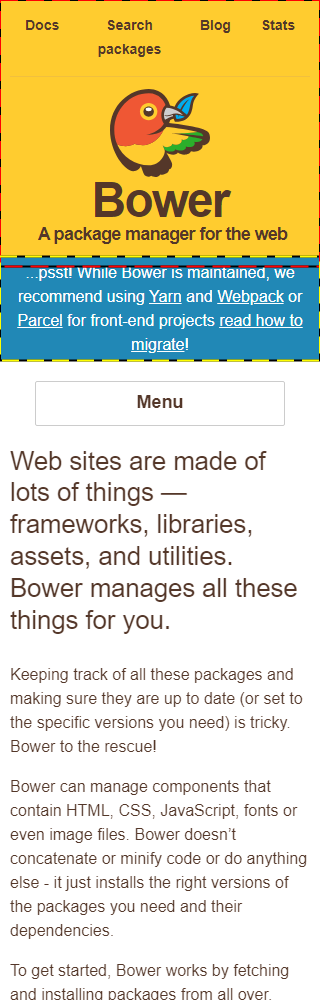 Docs
Search
packages
Blog
Stats
Bower
A package manager for the web
...psst! While Bower is maintained, we
recommend using Yarn and Webpack or
Parcel for front-end projects read how to
migrate!
Menu
Web sites are made of
lots of things —
frameworks, libraries,
assets, and utilities.
Bower manages all these
things for you.
Keeping track of all these packages and
making sure they are up to date (or set to
the specific versions you need) is tricky.
Bower to the rescue!
Bower can manage components that
contain HTML, CSS, JavaScript, fonts or
even image files. Bower doesn’t
concatenate or minify code or do anything
else - it just installs the right versions of
the packages you need and their
dependencies.
To get started, Bower works by fetching
and installing packages from all over,